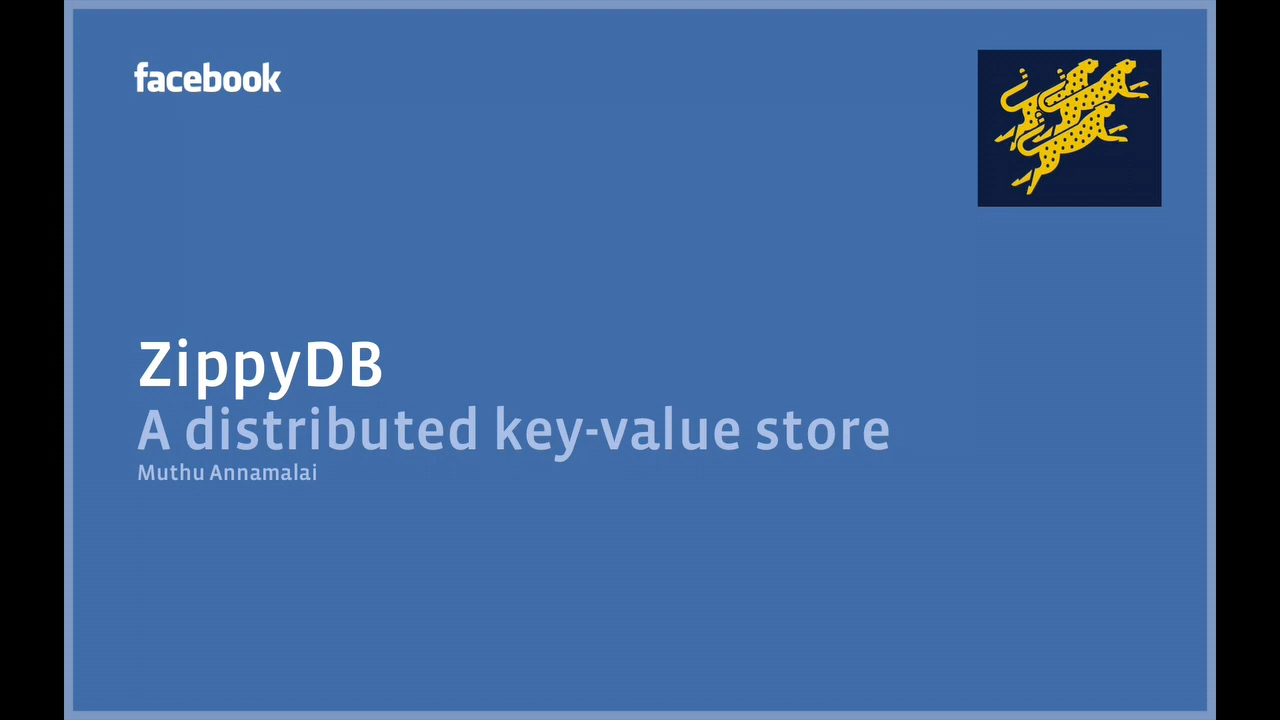 facebook
ZippyDB
A distributed key-value store
Muthu Annamalai